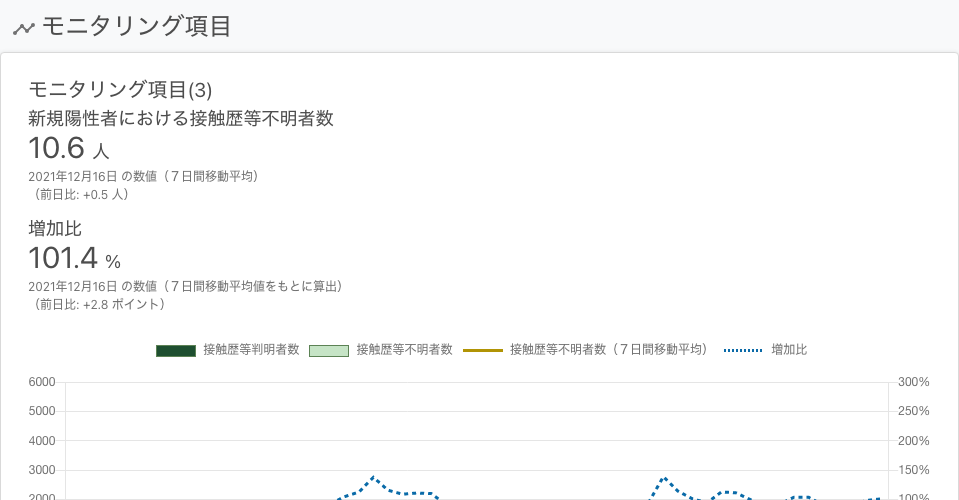 モニタリング項目
モニタリング項目(3)
新規陽性者における接触歴等不明者数
10.6 人
2021年12月16日 の数値（７日間移動平均）
（前日比: +0.5 人）
増加比
101.4 %
2021年12月16日 の数値（７日間移動平均値をもとに算出）
（前日比: +2.8 ポイント）
接触歴等判明者数 接触歴等不明者数 接触歴等不明者数（７日間移動平均） 増加比
6000 300%
5000 250%
4000 200%
3000 150%
2000 100%